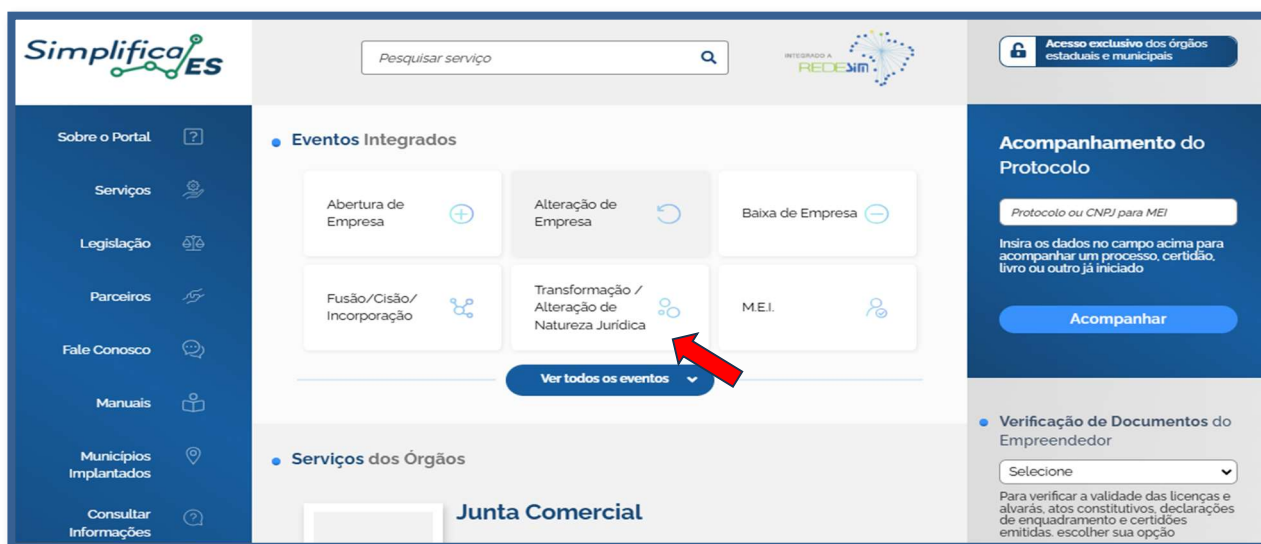 Simplifica
ES
Pesquisar serviço
INTEGRADO A
REDESim
Acesso exclusivo dos órgãos
estaduais e municipais
Sobre o Portal
Serviços
Legislação
Parceiros
Fale Conosco
Manuais
Municípios
Implantados
Consultar
Informações
Eventos Integrados
Abertura de
Empresa
Alteração de
Empresa
Baixa de Empresa
Fusão/Cisão/
Incorporação
Transformação /
Alteração de
Natureza Jurídica
M.E.I.
Ver todos os eventos
Serviços dos Órgãos
Junta Comercial
Acompanhamento do
Protocolo
Protocolo ou CNPJ para MEI
Insira os dados no campo acima para
acompanhar um processo, certidão,
livro ou outro já iniciado
Acompanhar
Verificação de Documentos do
Empreendedor
Selecione
Para verificar a validade das licenças e
alvarás, atos constitutivos, declarações
de enquadramento e certidões
emitidas, escolher sua opção